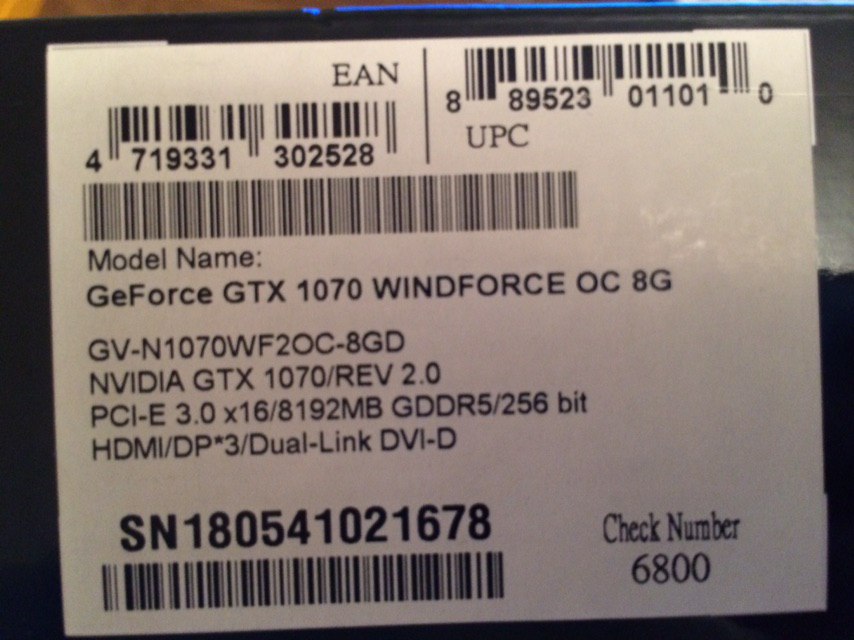 EAN
4 719331 302528
8 89523 01101 0
UPC
Model Name:
GeForce GTX 1070 WINDFORCE OC 8G
GV-N1070WF2OC-8GD
NVIDIA GTX 1070/REV 2.0
PCI-E 3.0 x16/8192MB GDDR5/256 bit
HDMI/DP*3/Dual-Link DVI-D
SN180541021678
Check Number
6800